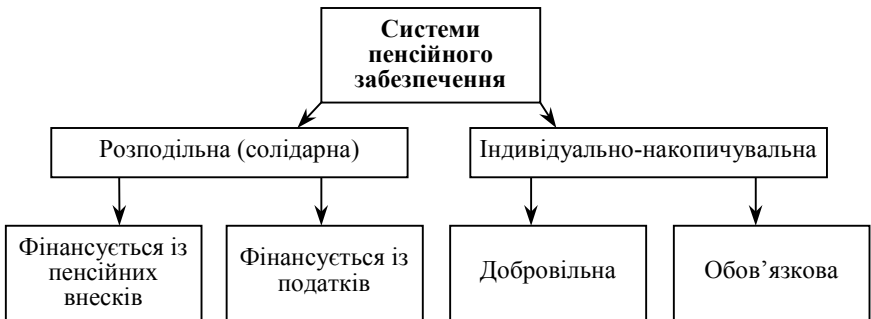 Системи
пенсійного
забезпечення
Розподільна (солідарна)
Індивідуально-накопичувальна
Фінансується із
пенсійних
внесків
Фінансується із
податків
Добровільна
Обов’язкова